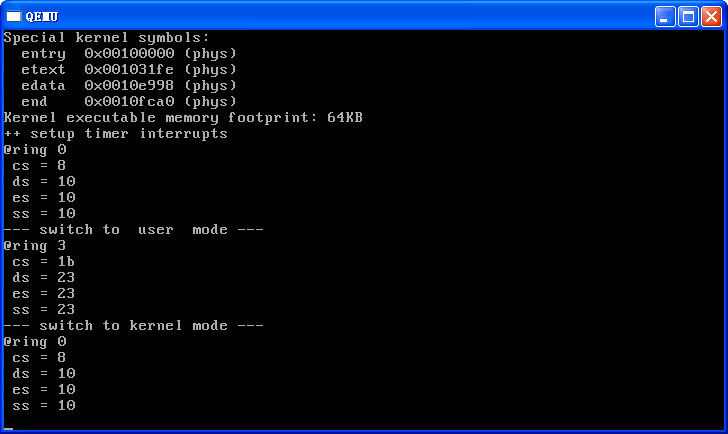 QEMU
Special kernel symbols:
  entry  0x00100000 (phys)
  etext  0x001031fe (phys)
  edata  0x0010e998 (phys)
  end    0x0010fca0 (phys)
Kernel executable memory footprint: 64KB
++ setup timer interrupts
@ring 0
 cs = 8
 ds = 10
 es = 10
 ss = 10
--- switch to  user  mode ---
@ring 3
 cs = 1b
 ds = 23
 es = 23
 ss = 23
--- switch to kernel mode ---
@ring 0
 cs = 8
 ds = 10
 es = 10
 ss = 10